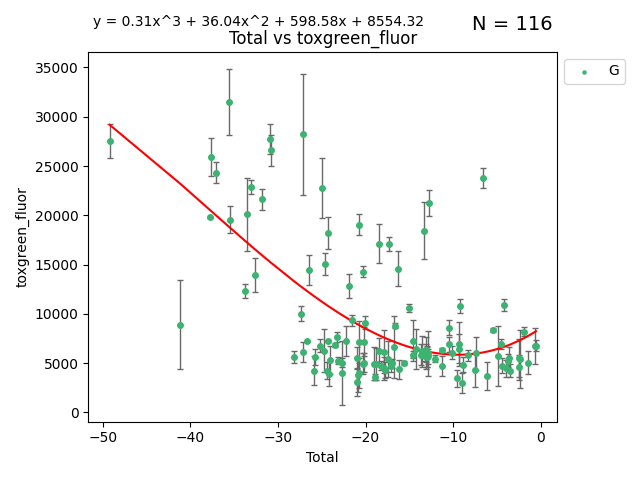 y = 0.31x^3 + 36.04x^2 + 598.58x + 8554.32
N = 116
Total vs toxgreen_fluor
G
35000
30000
25000
20000
15000
10000
5000
0
toxgreen_fluor
−50 −40 −30 −20 −10 0
Total